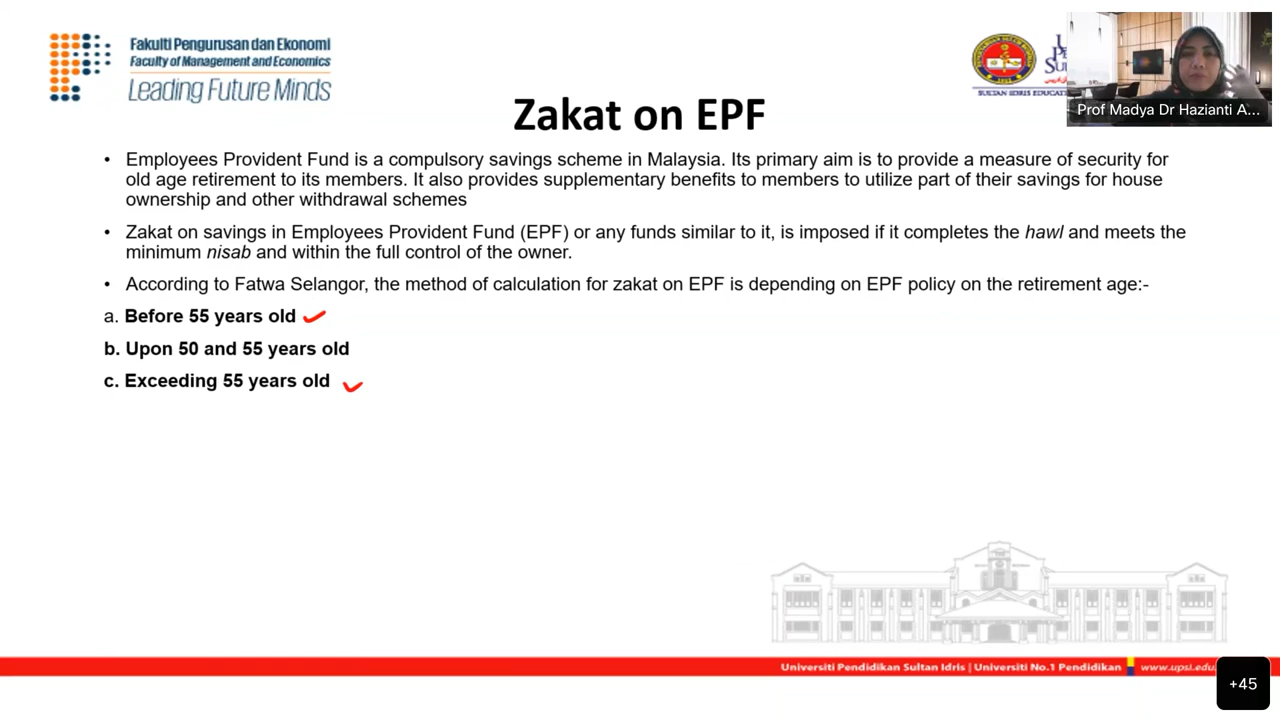 Fakulti Pengurusan dan Ekonomi
Faculty of Management and Economics
Leading Future Minds
SULTAN IDRIS EDUCAT
Prof Madya Dr Hazianti A...
Zakat on EPF
• Employees Provident Fund is a compulsory savings scheme in Malaysia. Its primary aim is to provide a measure of security for
old age retirement to its members. It also provides supplementary benefits to members to utilize part of their savings for house
ownership and other withdrawal schemes
• Zakat on savings in Employees Provident Fund (EPF) or any funds similar to it, is imposed if it completes the hawl and meets the
minimum nisab and within the full control of the owner.
• According to Fatwa Selangor, the method of calculation for zakat on EPF is depending on EPF policy on the retirement age:-
a. Before 55 years old
b. Upon 50 and 55 years old
c. Exceeding 55 years old
Universiti Pendidikan Sultan Idris | Universiti No.1 Pendidikan www.upsi.edu.
+45